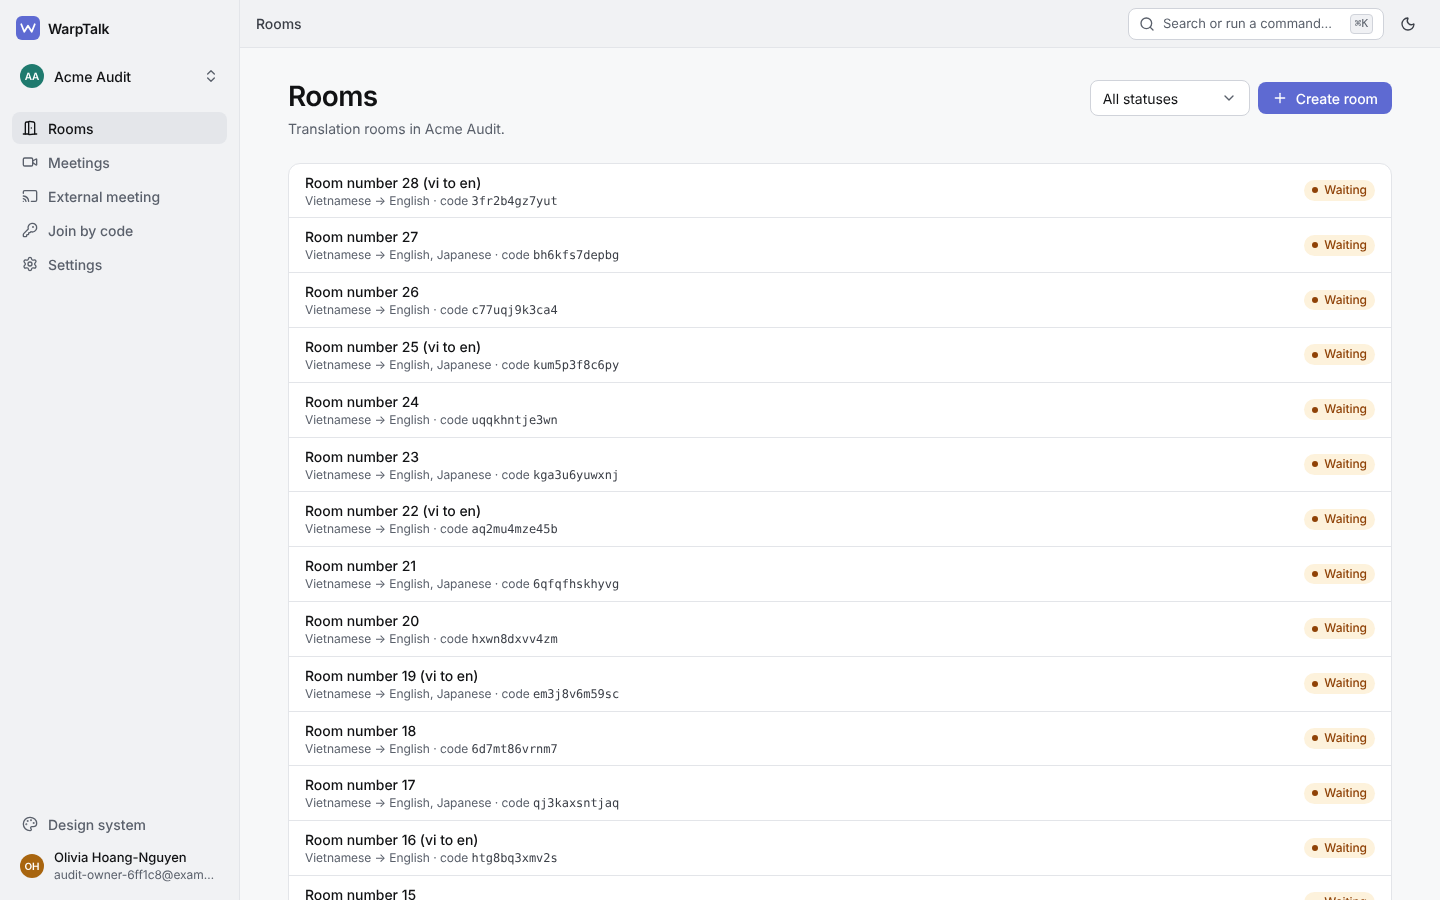 WarpTalk
Rooms
Search or run a command...
⌘K
AA
Acme Audit
Rooms
Meetings
External meeting
Join by code
Settings
Rooms
Translation rooms in Acme Audit.
All statuses
Create room
Room number 28 (vi to en)
Vietnamese → English · code 3fr2b4gz7yut
Waiting
Room number 27
Vietnamese → English, Japanese · code bh6kfs7depbg
Waiting
Room number 26
Vietnamese → English · code c77uqj9k3ca4
Waiting
Room number 25 (vi to en)
Vietnamese → English, Japanese · code kum5p3f8c6py
Waiting
Room number 24
Vietnamese → English · code uqqkhntje3wn
Waiting
Room number 23
Vietnamese → English, Japanese · code kga3u6yuwxnj
Waiting
Room number 22 (vi to en)
Vietnamese → English · code aq2mu4mze45b
Waiting
Room number 21
Vietnamese → English, Japanese · code 6qfqfhskhyvg
Waiting
Room number 20
Vietnamese → English · code hxwn8dxvv4zm
Waiting
Room number 19 (vi to en)
Vietnamese → English, Japanese · code em3j8v6m59sc
Waiting
Room number 18
Vietnamese → English · code 6d7mt86vrnm7
Waiting
Room number 17
Vietnamese → English, Japanese · code qj3kaxsntjaq
Waiting
Room number 16 (vi to en)
Vietnamese → English · code htg8bq3xmv2s
Waiting
Room number 15
Waiting
Design system
OH
Olivia Hoang-Nguyen
audit-owner-6ff1c8@exam...